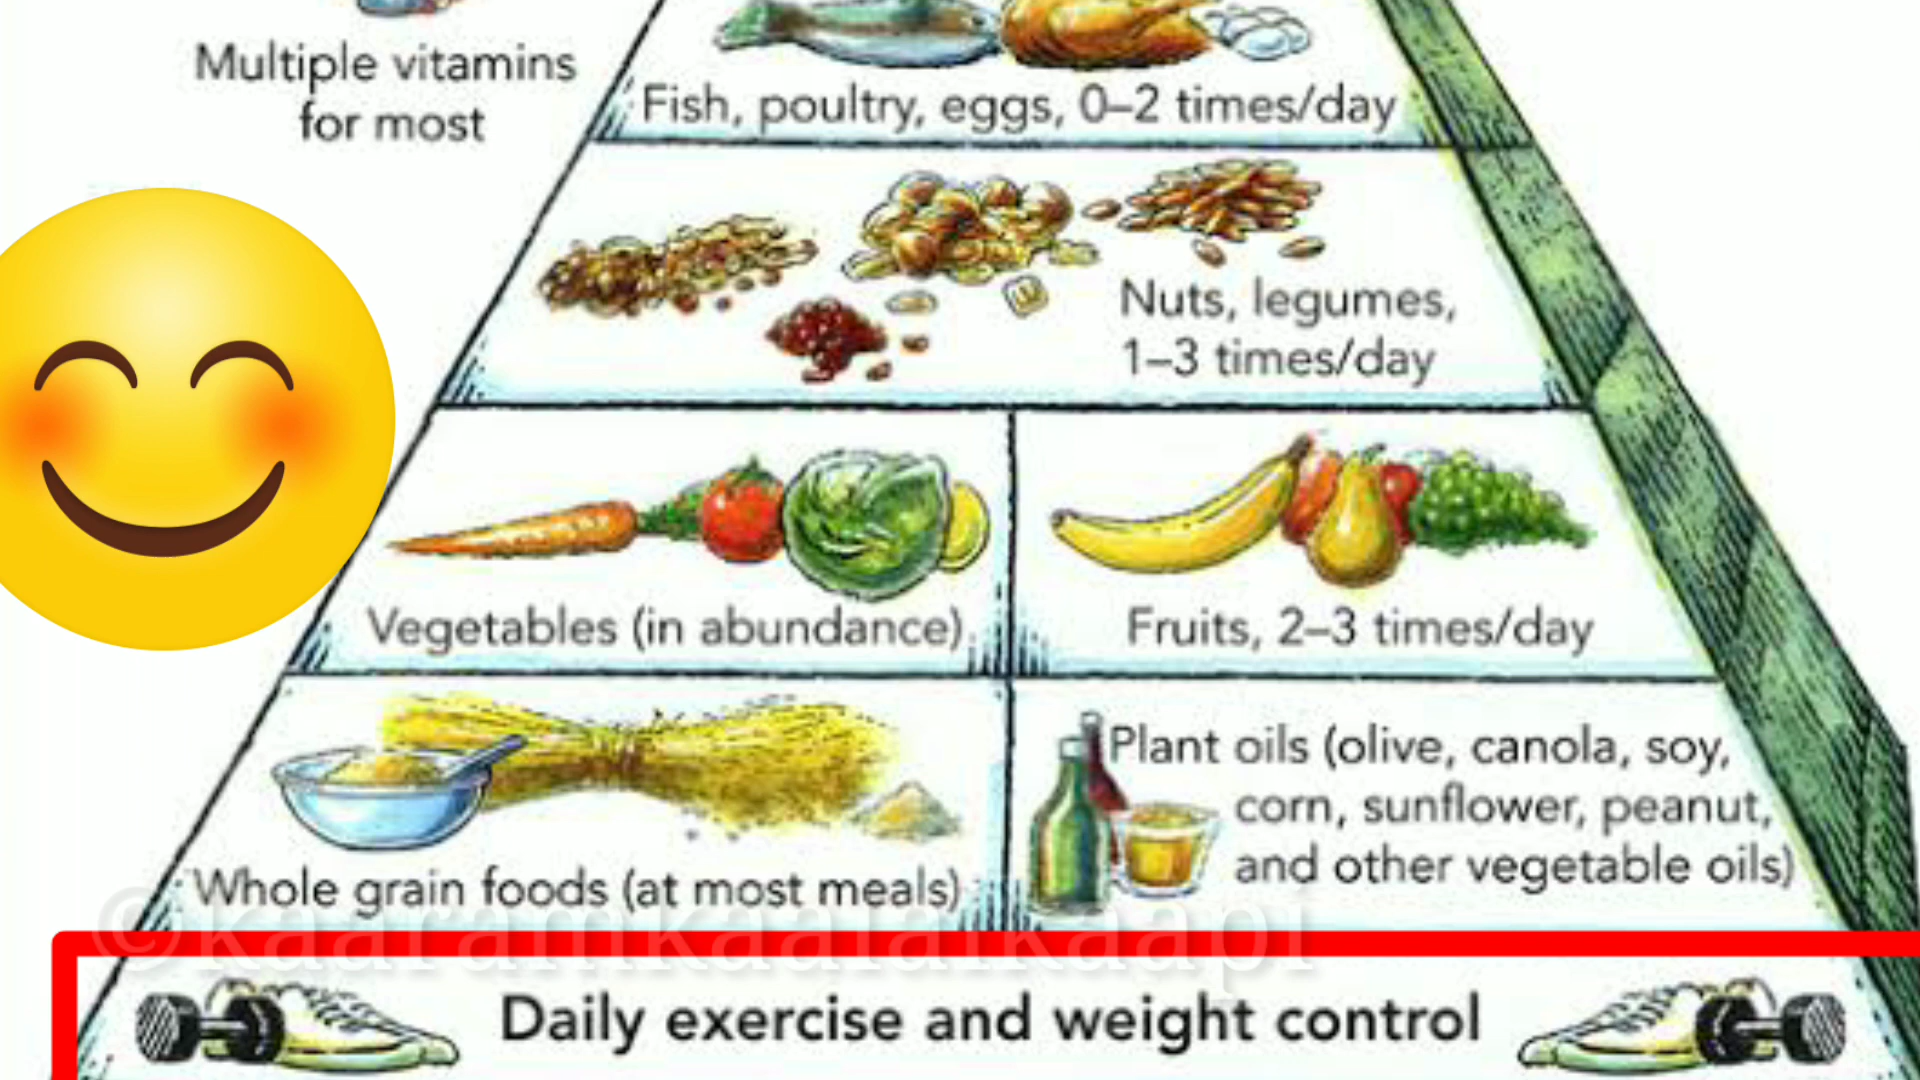 Multiple vitamins
for most
Fish, poultry, eggs, 0–2 times/day
Nuts, legumes,
1–3 times/day
Vegetables (in abundance)
Fruits, 2–3 times/day
Whole grain foods (at most meals)
Plant oils (olive, canola, soy,
corn, sunflower, peanut,
and other vegetable oils)
©kaaramkaalaikaapi
Daily exercise and weight control